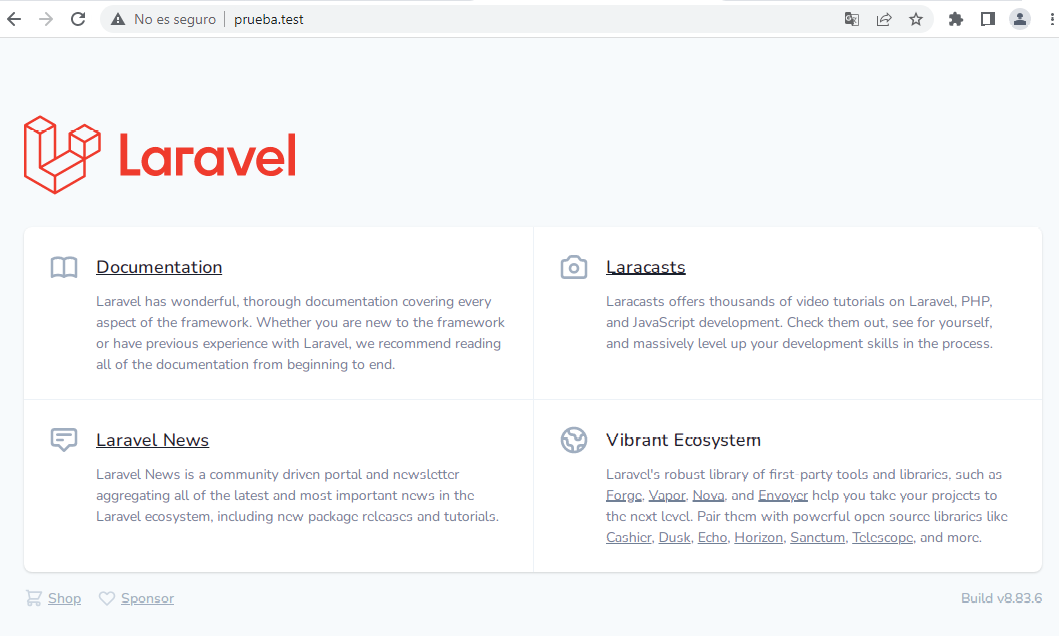 No es seguro | prueba.test
Laravel
Documentation
Laravel has wonderful, thorough documentation covering every
aspect of the framework. Whether you are new to the framework
or have previous experience with Laravel, we recommend reading
all of the documentation from beginning to end.
Laracasts
Laracasts offers thousands of video tutorials on Laravel, PHP,
and JavaScript development. Check them out, see for yourself,
and massively level up your development skills in the process.
Laravel News
Laravel News is a community driven portal and newsletter
aggregating all of the latest and most important news in the
Laravel ecosystem, including new package releases and tutorials.
Vibrant Ecosystem
Laravel's robust library of first-party tools and libraries, such as
Forge, Vapor, Nova, and Envoyer help you take your projects to
the next level. Pair them with powerful open source libraries like
Cashier, Dusk, Echo, Horizon, Sanctum, Telescope, and more.
Shop
Sponsor
Build v8.83.6